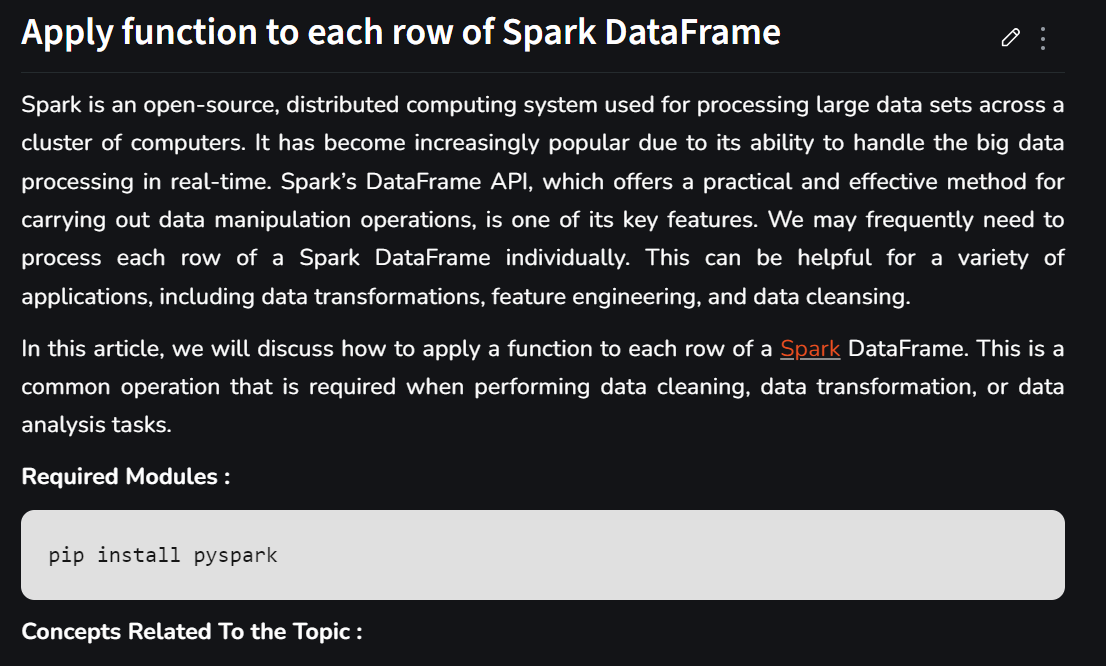 Apply function to each row of Spark DataFrame
Spark is an open-source, distributed computing system used for processing large data sets across a
cluster of computers. It has become increasingly popular due to its ability to handle the big data
processing in real-time. Spark’s DataFrame API, which offers a practical and effective method for
carrying out data manipulation operations, is one of its key features. We may frequently need to
process each row of a Spark DataFrame individually. This can be helpful for a variety of
applications, including data transformations, feature engineering, and data cleansing.
In this article, we will discuss how to apply a function to each row of a Spark DataFrame. This is a
common operation that is required when performing data cleaning, data transformation, or data
analysis tasks.
Required Modules :
pip install pyspark
Concepts Related To the Topic :